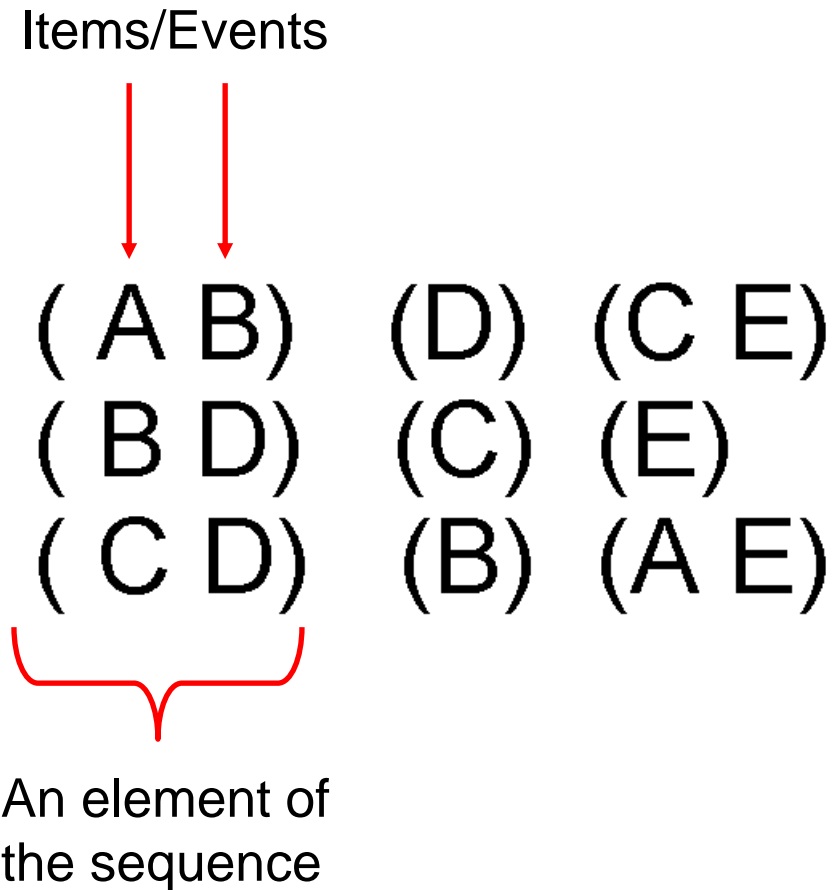 Items/Events
( A B) (D) (C E)
( B D) (C) (E)
( C D) (B) (A E)
An element of
the sequence